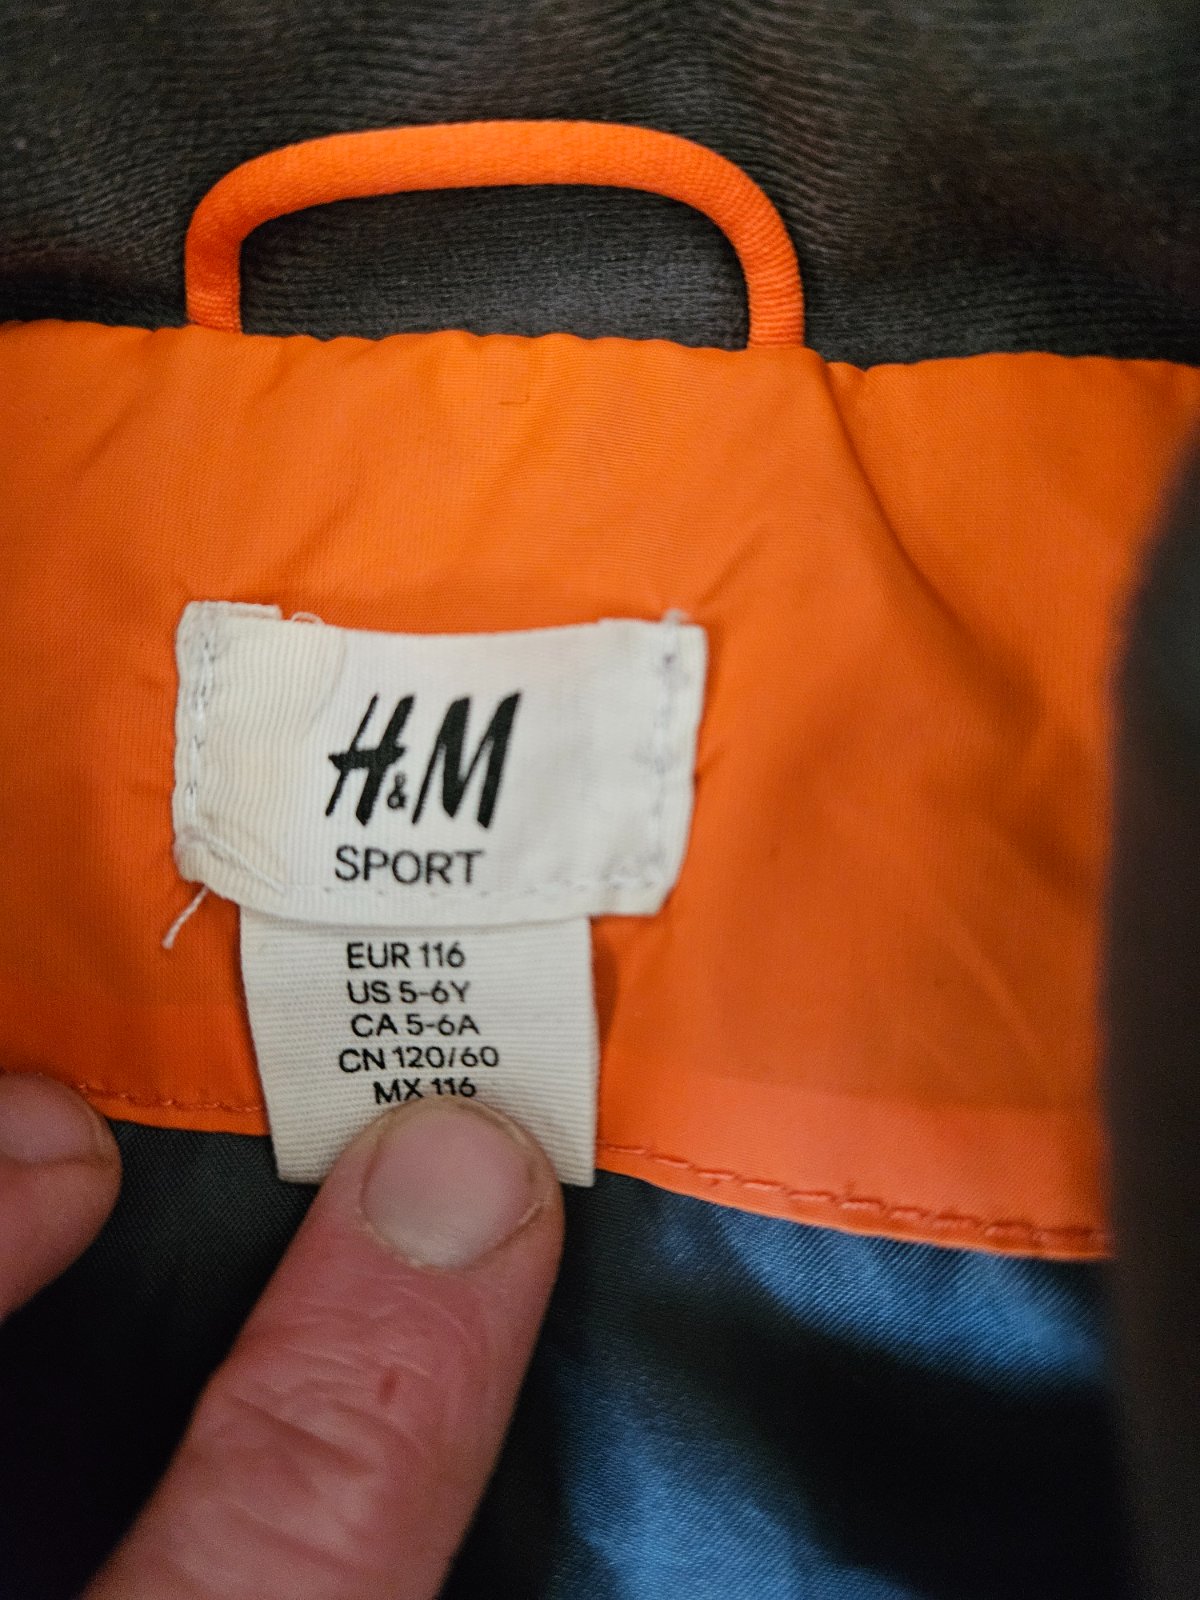 H&M
SPORT
EUR 116
US 5-6Y
CA 5-6A
CN 120/60
MX 116